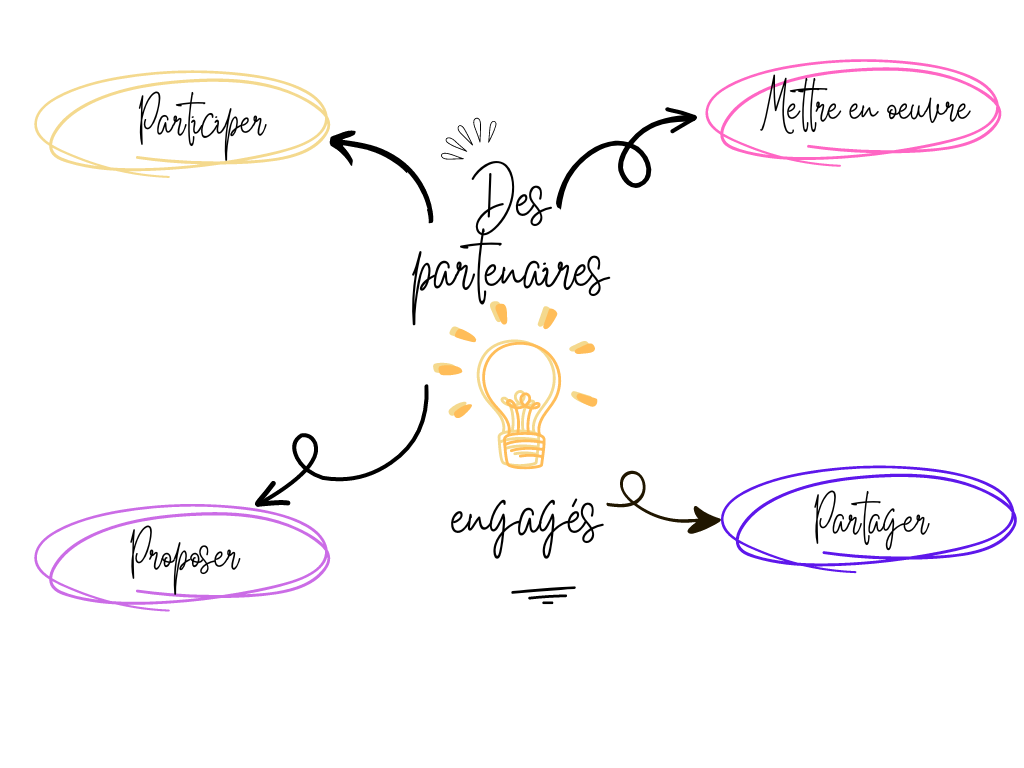 Participer
Mettre en oeuvre
Des
partenaires
engagés
Proposer
Partager